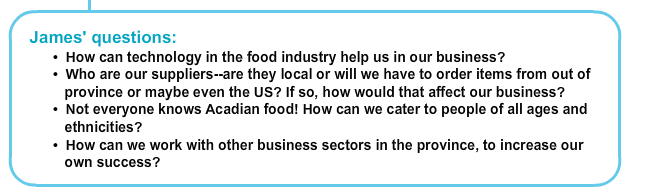 James' questions:
• How can technology in the food industry help us in our business?
• Who are our suppliers--are they local or will we have to order items from out of
province or maybe even the US? If so, how would that affect our business?
• Not everyone knows Acadian food! How can we cater to people of all ages and
ethnicities?
• How can we work with other business sectors in the province, to increase our
own success?